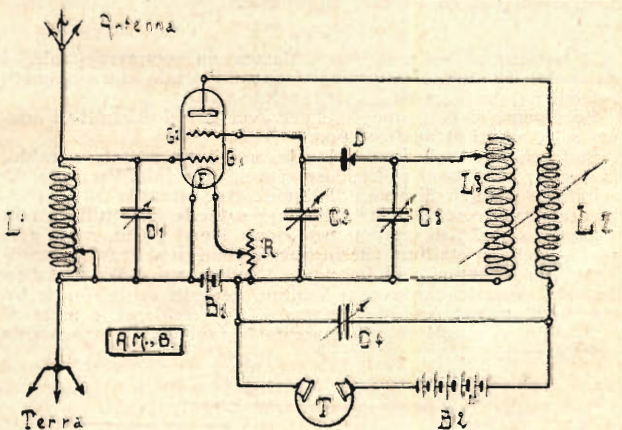 Antenna
G1
G2
F
D
L1
C1
C2
C3
L3
L2
R
B1
C4
A.M., B.
T
B2
Terra